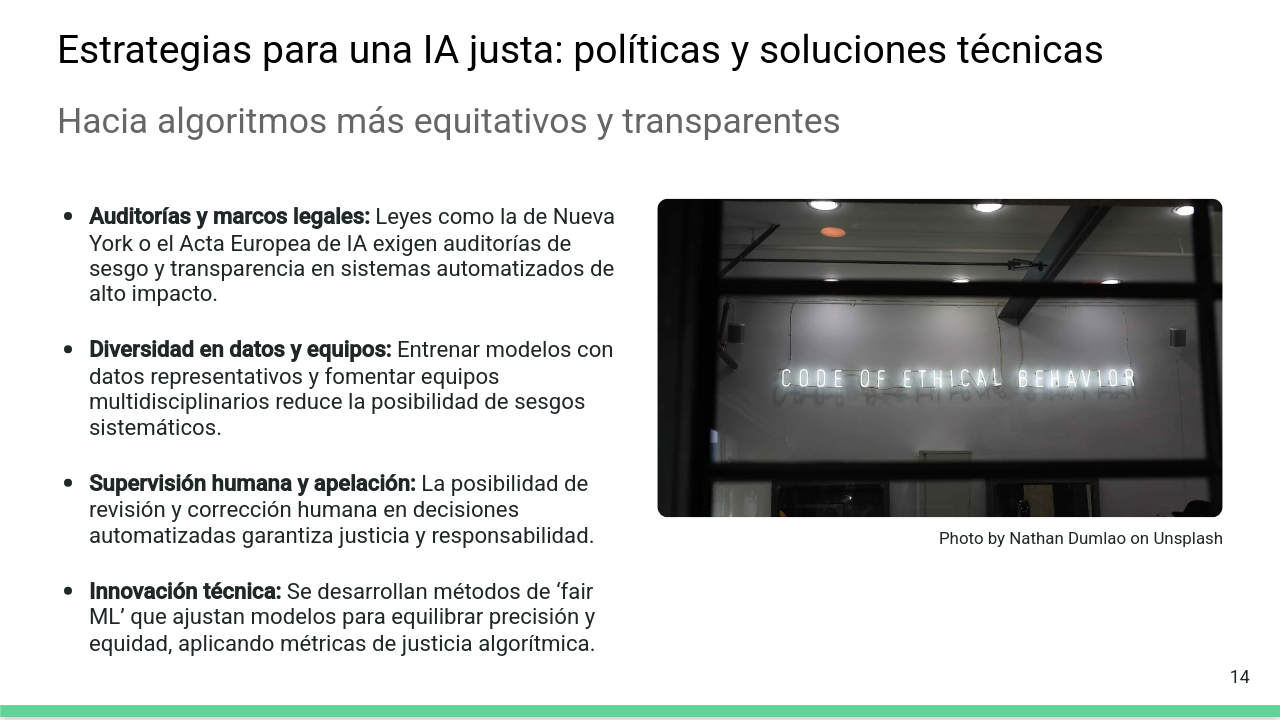 Estrategias para una IA justa: políticas y soluciones técnicas
Hacia algoritmos más equitativos y transparentes
• Auditorías y marcos legales: Leyes como la de Nueva
York o el Acta Europea de IA exigen auditorías de
sesgo y transparencia en sistemas automatizados de
alto impacto.
• Diversidad en datos y equipos: Entrenar modelos con
datos representativos y fomentar equipos
multidisciplinarios reduce la posibilidad de sesgos
sistemáticos.
• Supervisión humana y apelación: La posibilidad de
revisión y corrección humana en decisiones
automatizadas garantiza justicia y responsabilidad.
• Innovación técnica: Se desarrollan métodos de ‘fair
ML’ que ajustan modelos para equilibrar precisión y
equidad, aplicando métricas de justicia algorítmica.
CODE OF ETHICAL BEHAVIOR
Photo by Nathan Dumlao on Unsplash
14